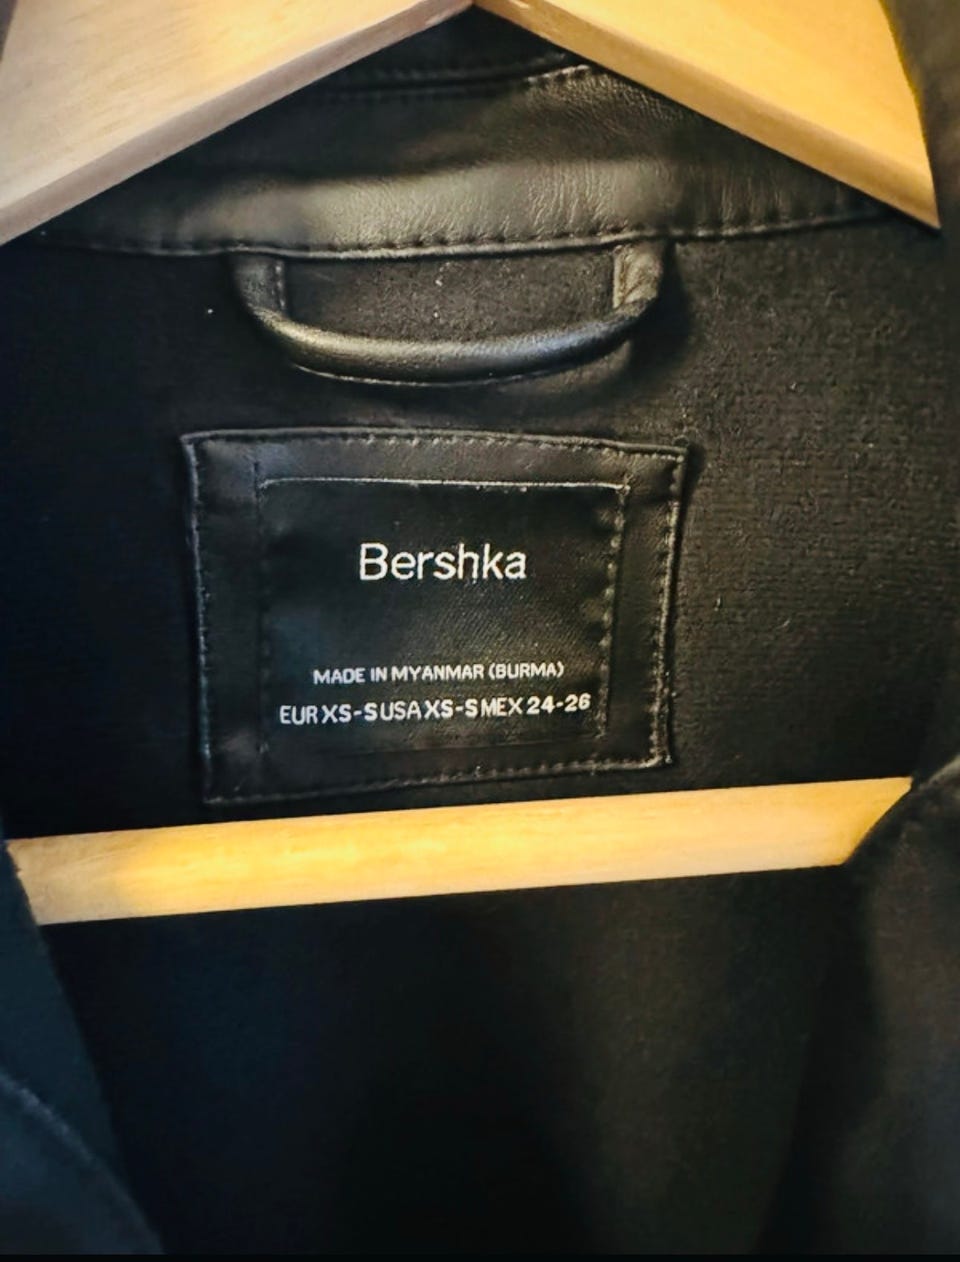 Bershka
MADE IN MYANMAR (BURMA)
EUR XS-S USA XS-S MEX 24-26